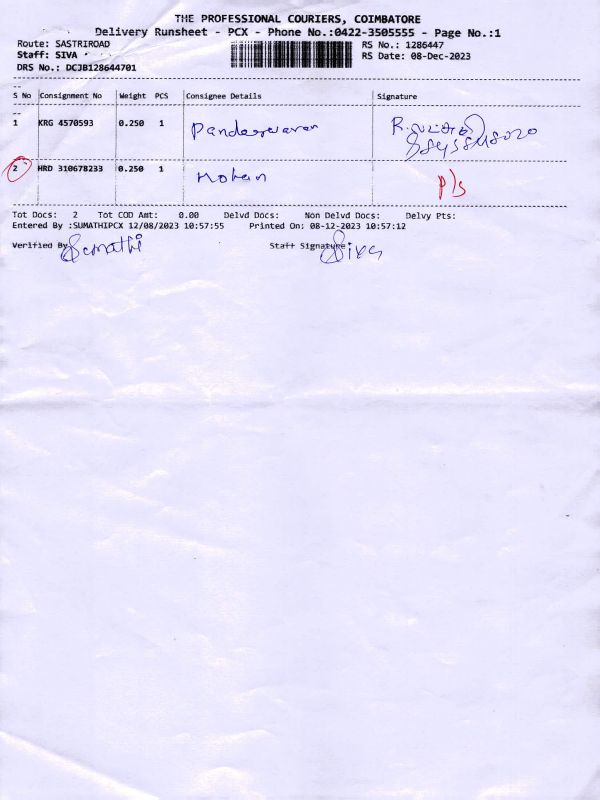 THE PROFESSIONAL COURIERS, COIMBATORE
Delivery Runsheet - PCX - Phone No.:0422-3505555 - Page No.:1
Route: SASTRIROAD RS No.: 1286447
Staff: SIVA RS Date: 08-Dec-2023
DRS No.: DCJB128644701
S No Consignment No Weight PCS Consignee Details Signature
1 KRG 4570593 0.250 1 Pandeeswaran R.
2 HRD 310678233 0.250 1 Mohan P/s
Tot Docs: 2 Tot COD Amt: 0.00 Delvd Docs: Non Delvd Docs: Delvy Pts:
Entered By :SUMATHIPCX 12/08/2023 10:57:55 Printed On: 08-12-2023 10:57:12
Verified By Sumathi Staff Signature Siva